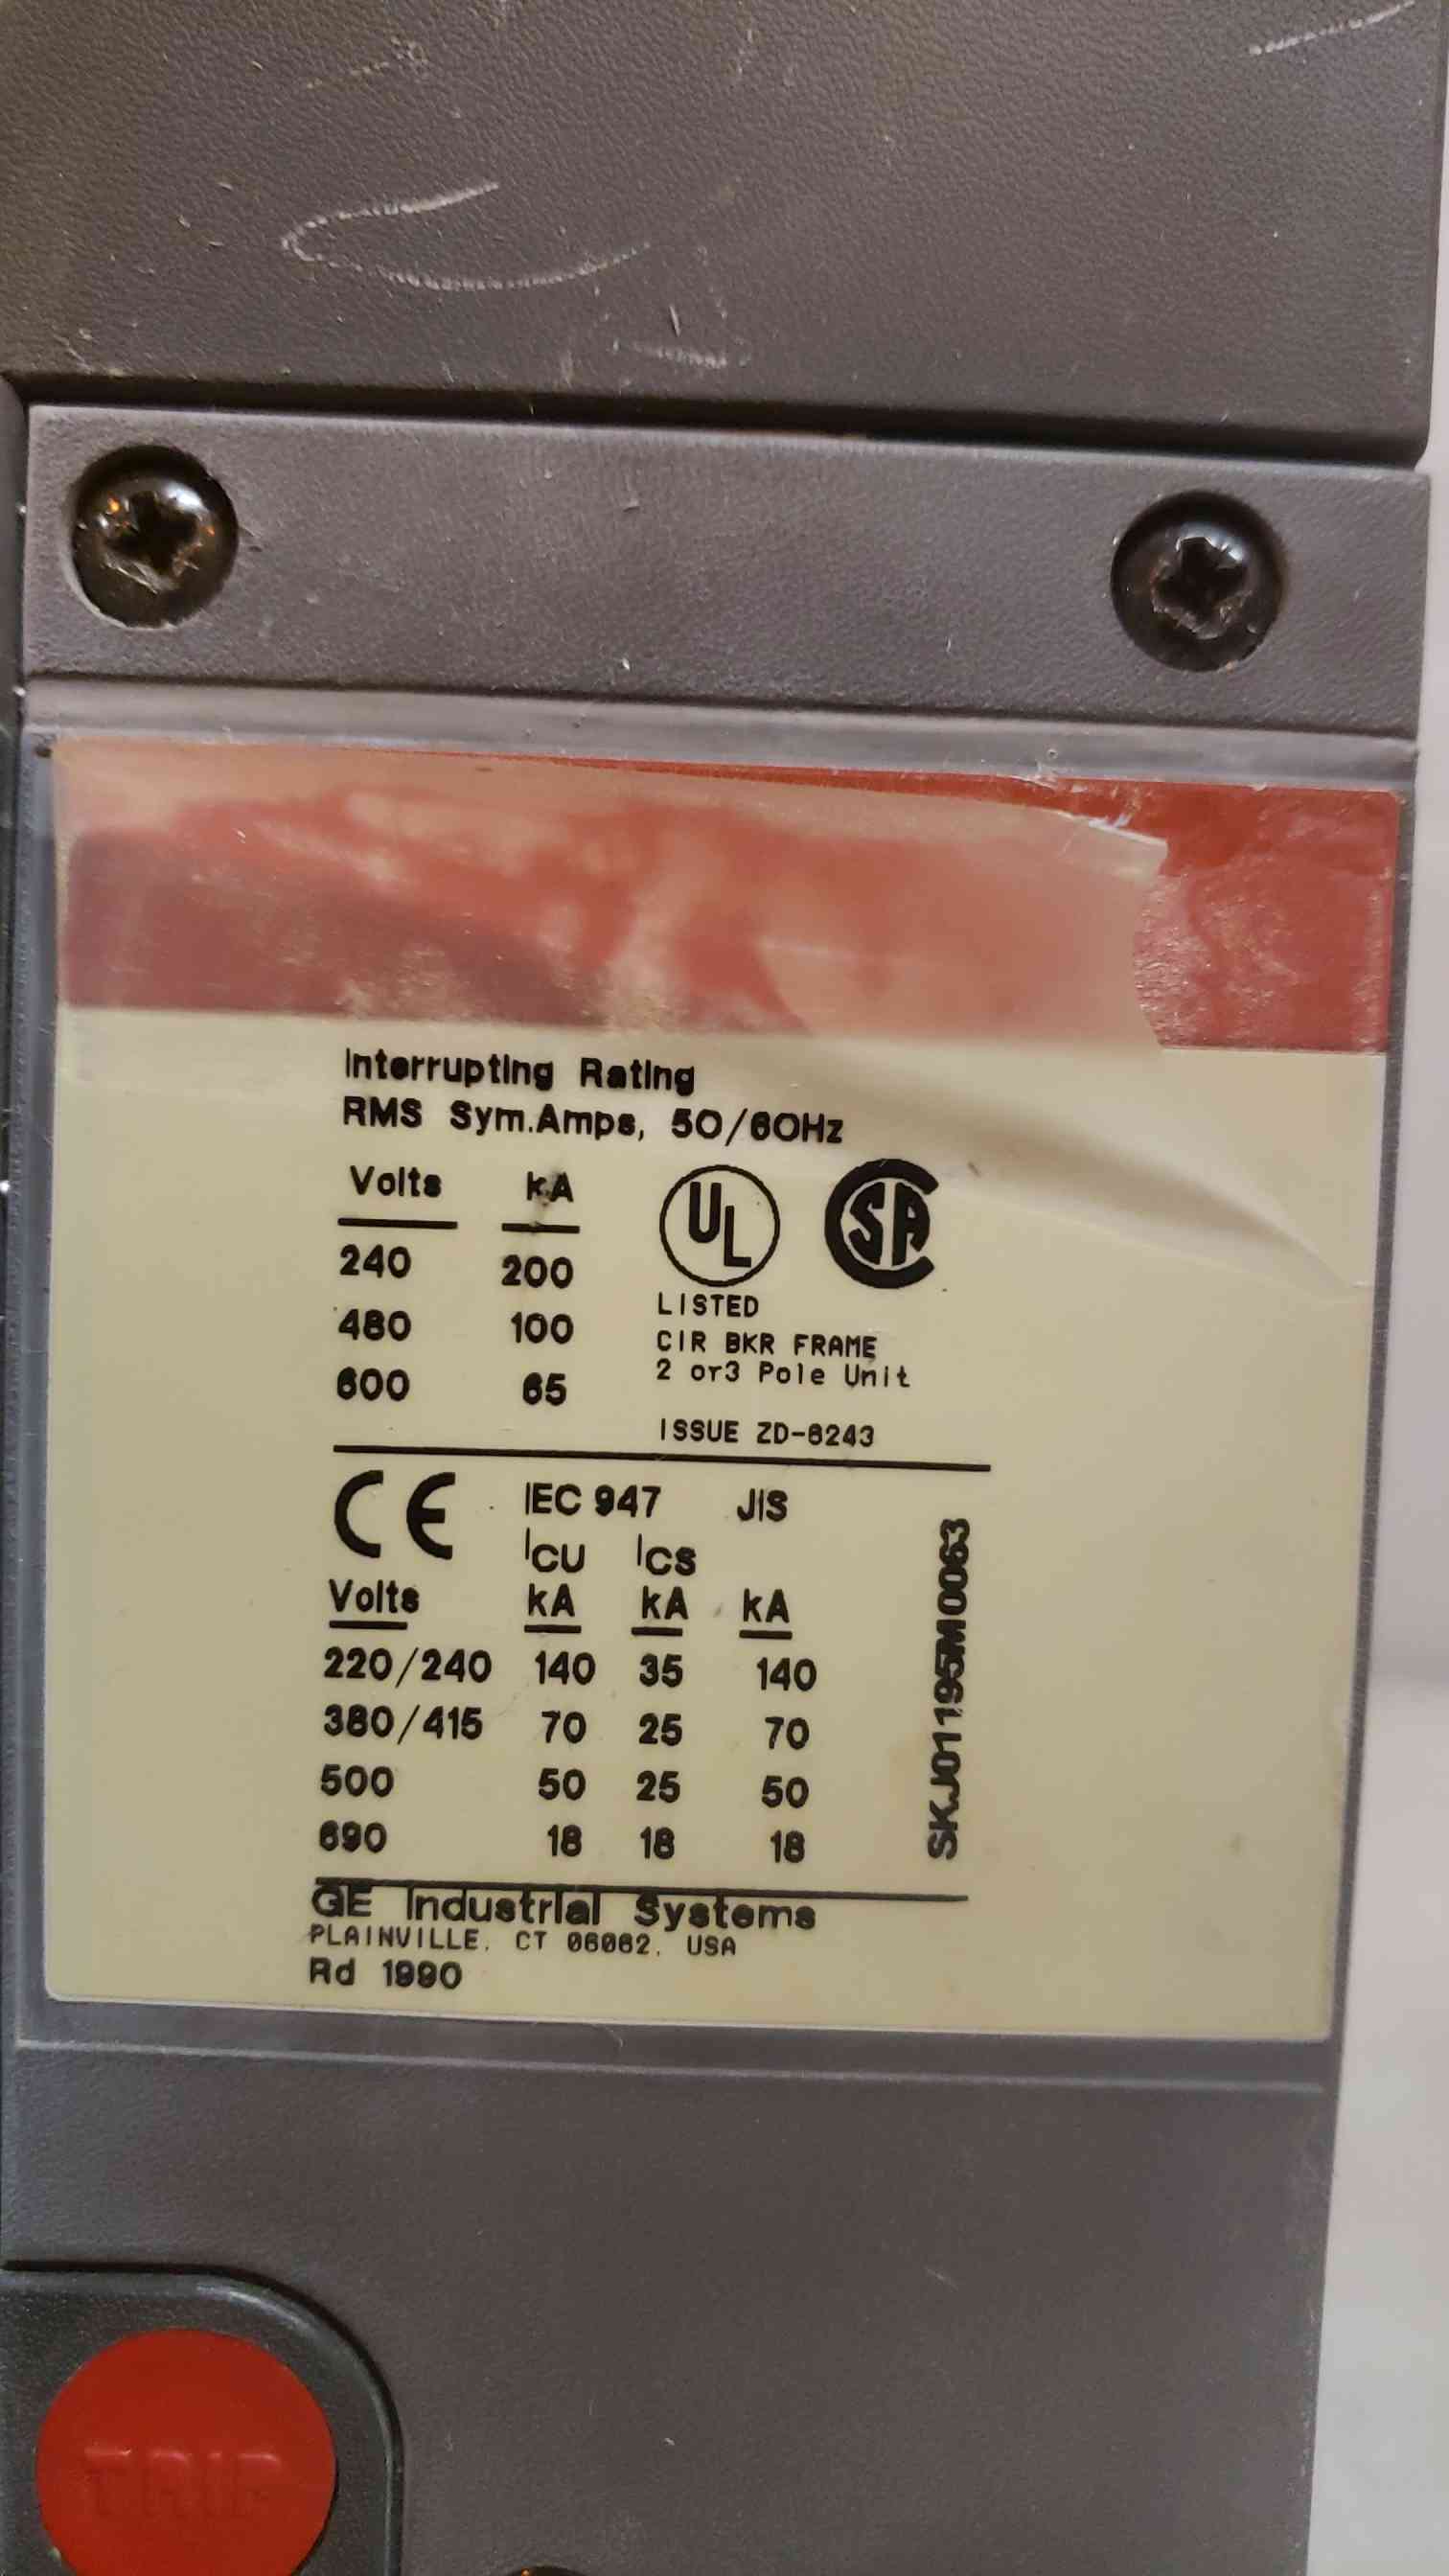 Interrupting Rating
RMS Sym.Amps, 50/60Hz
Volts kA
240 200
480 100
600 65
UL
SA
LISTED
CIR BKR FRAME
2 or3 Pole Unit
ISSUE ZD-6243
CE IEC 947 JIS
ICU ICS
Volts kA kA kA
220/240 140 35 140
380/415 70 25 70
500 50 25 50
690 18 18 18
SKJ01195M0063
GE Industrial Systems
PLAINVILLE, CT 06062, USA
Rd 1990
TRIP